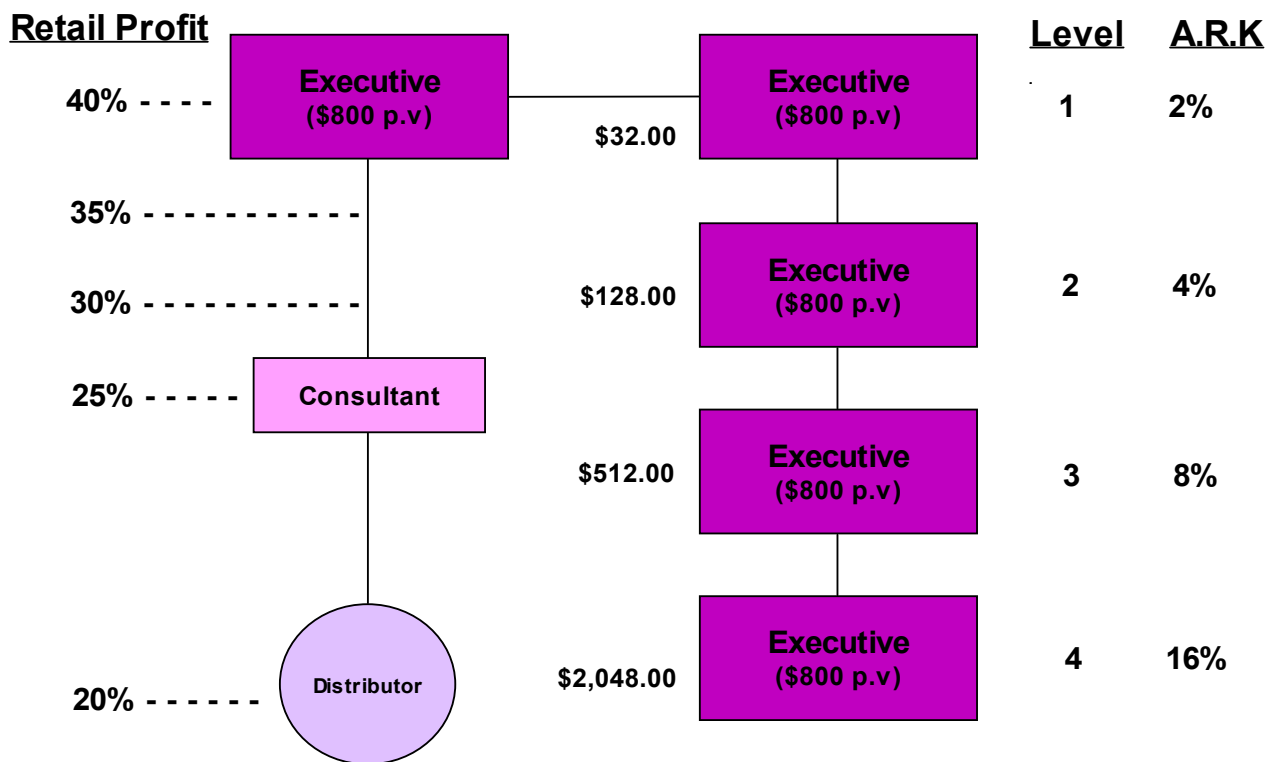 Retail Profit
Level A.R.K
Executive
($800 p.v)
Executive
($800 p.v)
40% - - - -
$32.00
1 2%
35% - - - - - - - - - - -
Executive
($800 p.v)
30% - - - - - - - - - - -
$128.00
2 4%
25% - - - - -
Consultant
Executive
($800 p.v)
$512.00
3 8%
Executive
($800 p.v)
20% - - - - - -
Distributor
$2,048.00
4 16%